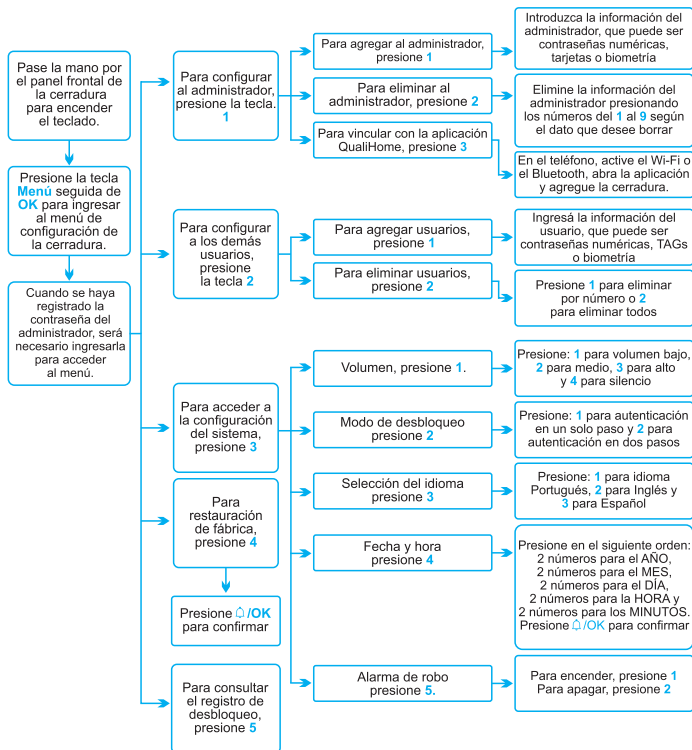 Pase la mano por
el panel frontal de
la cerradura
para encender
el teclado.
Presione la tecla
Menú seguida de
OK para ingresar
al menú de
configuración de
la cerradura.
Cuando se haya
registrado la
contraseña del
administrador, será
necesario ingresarla
para acceder
al menú.
Para configurar
al administrador,
presione la tecla.
1
Para agregar al administrador,
presione 1
Introduzca la información del
administrador, que puede ser
contraseñas numéricas,
tarjetas o biometría
Para eliminar al
administrador, presione 2
Elimine la información del
administrador presionando
los números del 1 al 9 según
el dato que desee borrar
Para vincular con la aplicación
QualiHome, presione 3
En el teléfono, active el Wi-Fi o
el Bluetooth, abra la aplicación
y agregue la cerradura.
Para configurar
a los demás
usuarios,
presione
la tecla 2
Para agregar usuarios,
presione 1
Ingresá la información del
usuario, que puede ser
contraseñas numéricas, TAGs
o biometría
Para eliminar usuarios,
presione 2
Presione 1 para eliminar
por número o 2
para eliminar todos
Para acceder a
la configuración
del sistema,
presione 3
Volumen, presione 1.
Presione: 1 para volumen bajo,
2 para medio, 3 para alto
y 4 para silencio
Modo de desbloqueo
presione 2
Presione: 1 para autenticación
en un solo paso y 2 para
autenticación en dos pasos
Selección del idioma
presione 3
Presione: 1 para idioma
Portugués, 2 para Inglés y
3 para Español
Fecha y hora
presione 4
Presione en el siguiente orden:
2 números para el AÑO,
2 números para el MES,
2 números para el DÍA,
2 números para la HORA y
2 números para los MINUTOS.
Presione /OK para confirmar
Alarma de robo
presione 5.
Para encender, presione 1
Para apagar, presione 2
Para
restauración
de fábrica,
presione 4
Presione /OK
para confirmar
Para consultar
el registro de
desbloqueo,
presione 5